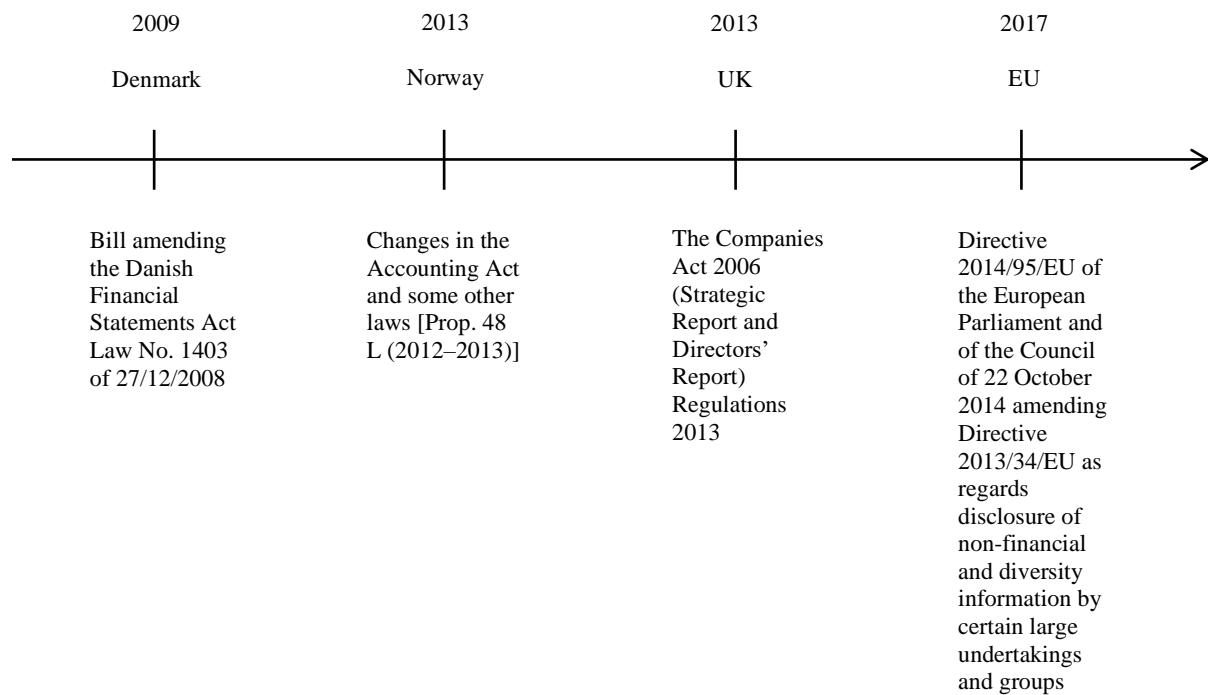 2009
2013
2013
2017
Denmark
Norway
UK
EU
Bill amending
the Danish
Financial
Statements Act
Law No. 1403
of 27/12/2008
Changes in the
Accounting Act
and some other
laws [Prop. 48
L (2012–2013)]
The Companies
Act 2006
(Strategic
Report and
Directors’
Report)
Regulations
2013
Directive
2014/95/EU of
the European
Parliament and
of the Council
of 22 October
2014 amending
Directive
2013/34/EU as
regards
disclosure of
non-financial
and diversity
information by
certain large
undertakings
and groups